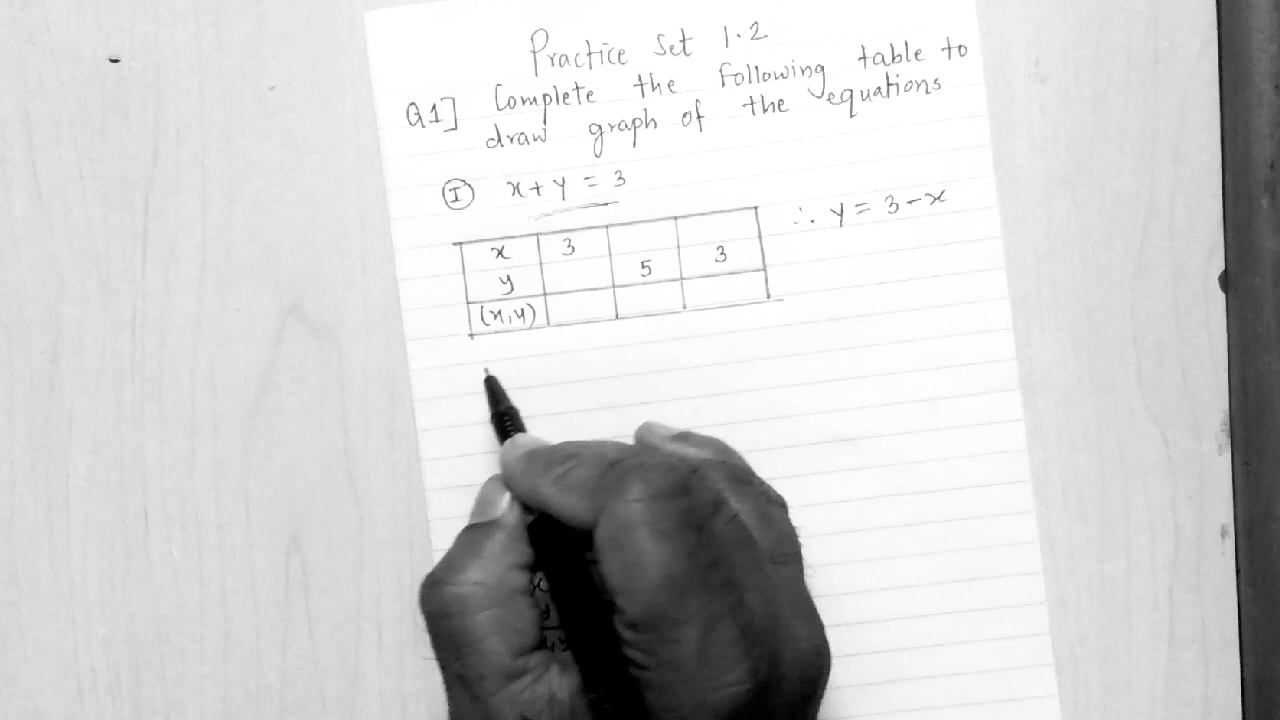 Practice Set 1.2
Q1] Complete the following table to
draw graph of the equations
I x + y = 3
∴ y = 3 - x
x 3
y 5 3
(x, y)